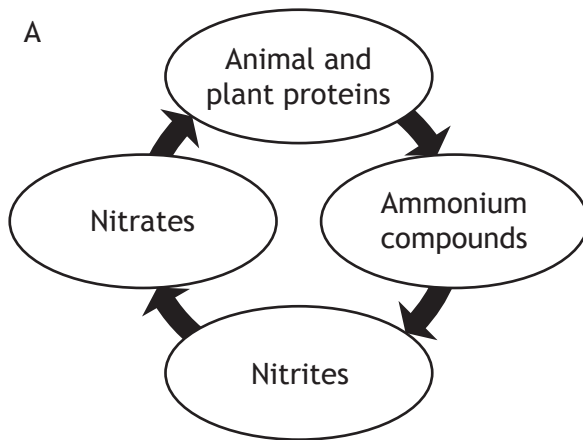 A
Animal and
plant proteins
Nitrates
Ammonium
compounds
Nitrites